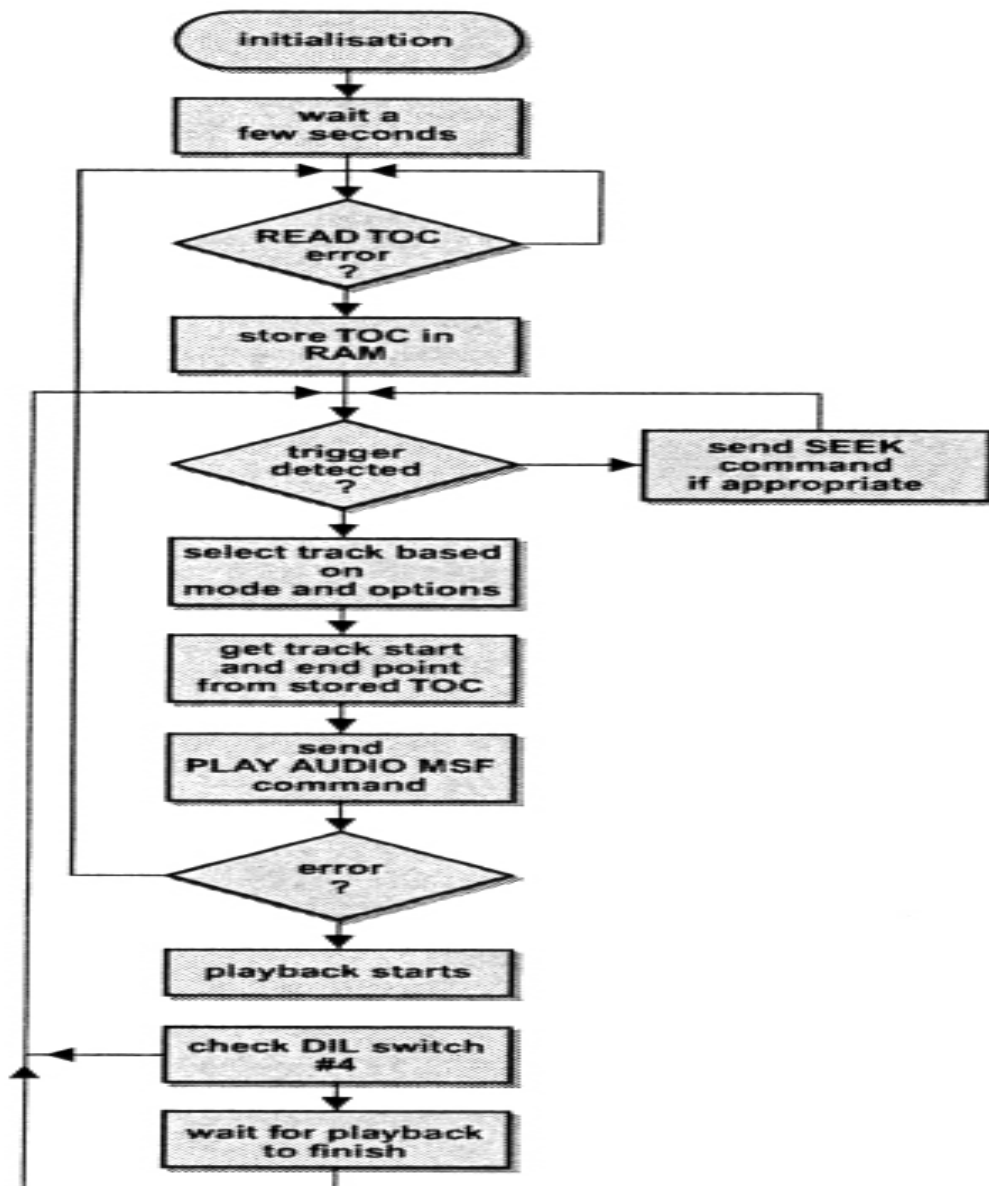 initialisation
wait a
few seconds
READ TOC
error
?
store TOC in
RAM
trigger
detected
?
send SEEK
command
if appropriate
select track based
on
mode and options
get track start
and end point
from stored TOC
send
PLAY AUDIO MSF
command
error
?
playback starts
check DIL switch
#4
wait for playback
to finish